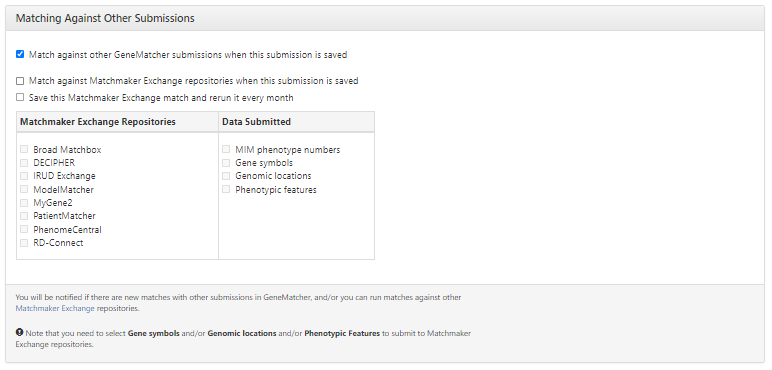 Matching Against Other Submissions
Match against other GeneMatcher submissions when this submission is saved
Match against Matchmaker Exchange repositories when this submission is saved
Save this Matchmaker Exchange match and rerun it every month
Matchmaker Exchange Repositories
Data Submitted
Broad Matchbox
DECIPHER
IRUD Exchange
ModelMatcher
MyGene2
PatientMatcher
PhenomeCentral
RD-Connect
MIM phenotype numbers
Gene symbols
Genomic locations
Phenotypic features
You will be notified if there are new matches with other submissions in GeneMatcher, and/or you can run matches against other
Matchmaker Exchange repositories.
Note that you need to select Gene symbols and/or Genomic locations and/or Phenotypic Features to submit to Matchmaker
Exchange repositories.